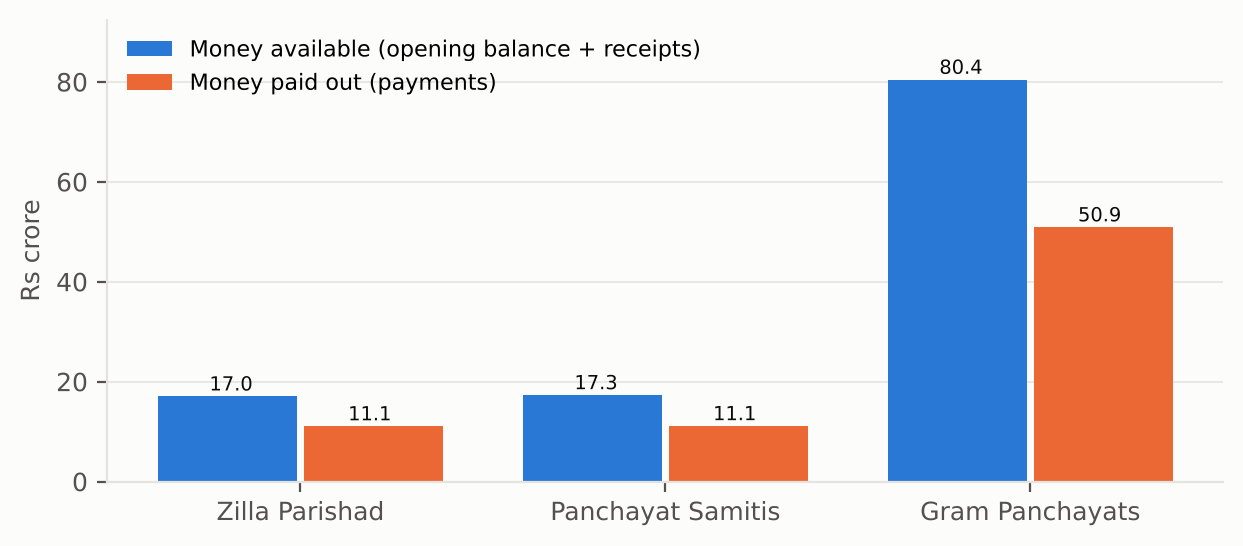 Money available (opening balance + receipts)
Money paid out (payments)
Rs crore
80
60
40
20
0
17.0
11.1
17.3
11.1
80.4
50.9
Zilla Parishad
Panchayat Samitis
Gram Panchayats